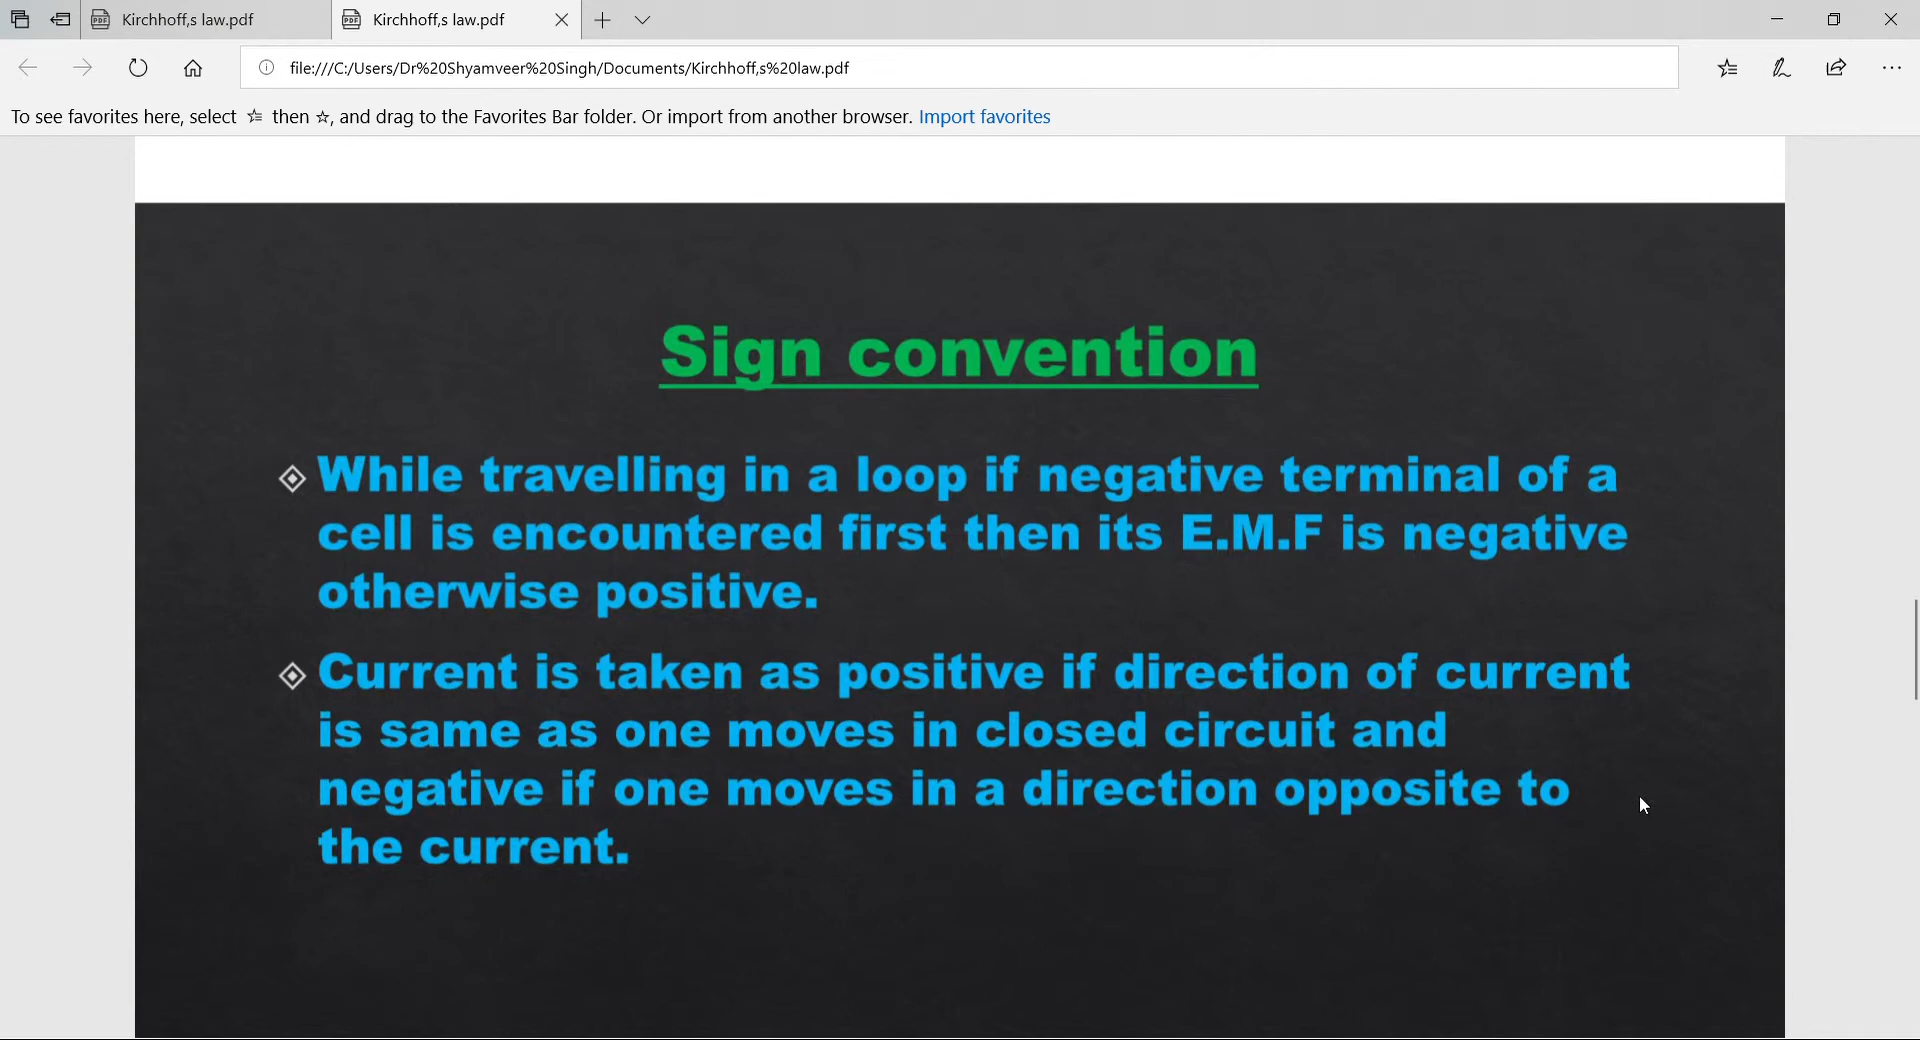 Kirchhoff,s law.pdf
Kirchhoff,s law.pdf
file:///C:/Users/Dr%20Shyamveer%20Singh/Documents/Kirchhoff,s%20law.pdf
To see favorites here, select then , and drag to the Favorites Bar folder. Or import from another browser. Import favorites
Sign convention
While travelling in a loop if negative terminal of a
cell is encountered first then its E.M.F is negative
otherwise positive.
Current is taken as positive if direction of current
is same as one moves in closed circuit and
negative if one moves in a direction opposite to
the current.